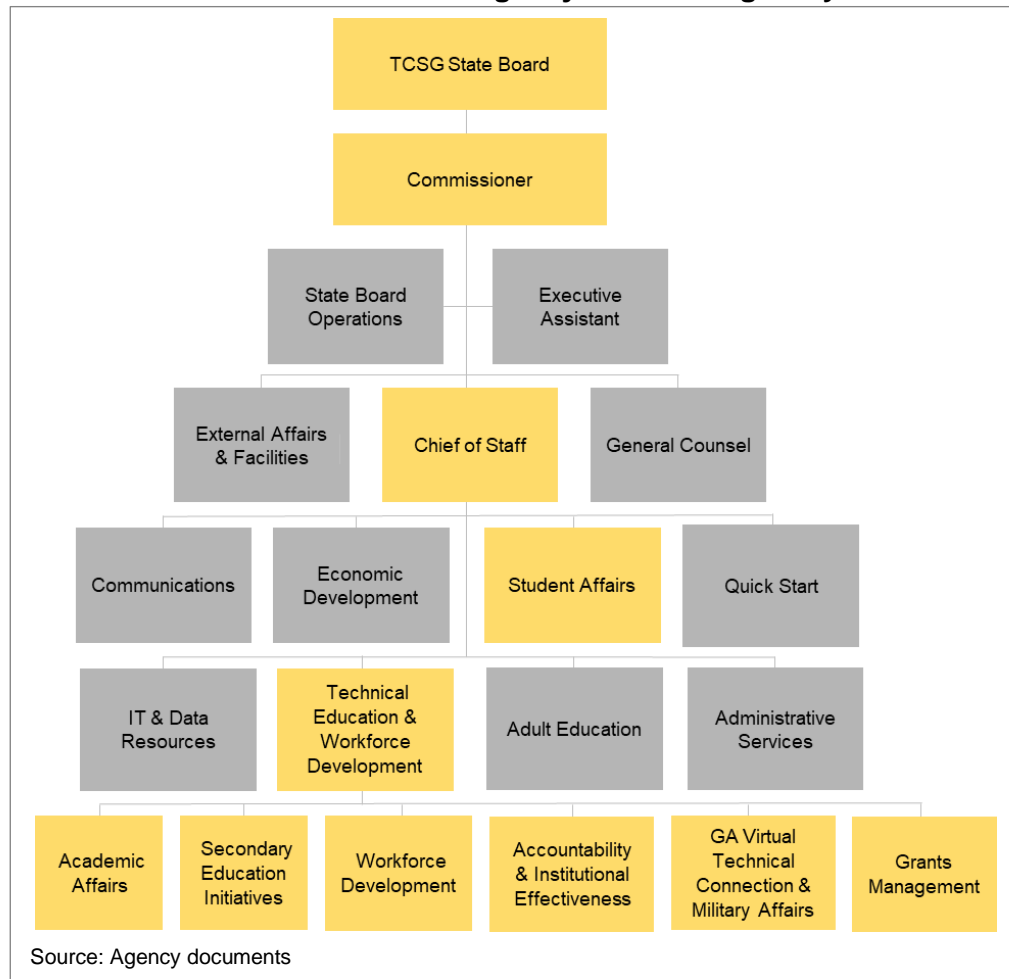 TCSG State Board
Commissioner
State Board
Operations
Executive
Assistant
External Affairs
& Facilities
Chief of Staff
General Counsel
Communications
Economic
Development
Student Affairs
Quick Start
IT & Data
Resources
Technical
Education &
Workforce
Development
Adult Education
Administrative
Services
Academic
Affairs
Secondary
Education
Initiatives
Workforce
Development
Accountability
& Institutional
Effectiveness
GA Virtual
Technical
Connection &
Military Affairs
Grants
Management
Source: Agency documents